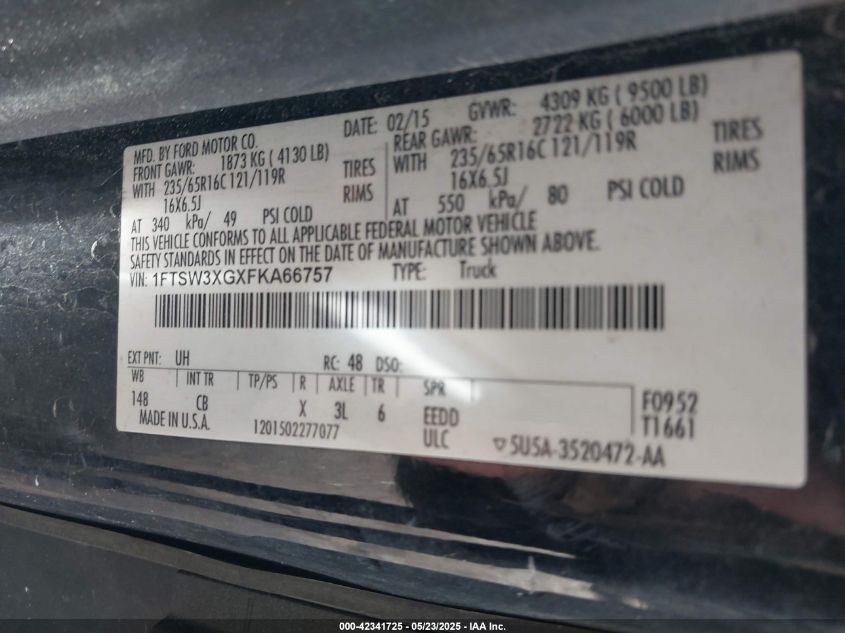 MFD. BY FORD MOTOR CO.
DATE: 02/15
GVWR: 4309 KG ( 9500 LB)
FRONT GAWR: 1873 KG ( 4130 LB)
REAR GAWR: 2722 KG ( 6000 LB)
WITH 235/65R16C 121/119R TIRES
WITH 235/65R16C 121/119R TIRES
16X6.5J RIMS
16X6.5J RIMS
AT 340 kPa/ 49 PSI COLD
AT 550 kPa/ 80 PSI COLD
THIS VEHICLE CONFORMS TO ALL APPLICABLE FEDERAL MOTOR VEHICLE
SAFETY STANDARDS IN EFFECT ON THE DATE OF MANUFACTURE SHOWN ABOVE.
VIN: 1FTSW3XGXFKA66757 TYPE: Truck
EXT PNT: UH RC: 48 DSO:
WB INT TR TP/PS R AXLE TR SPR
148 CB X 3L 6 EEDD F0952
MADE IN U.S.A. 1201502277077 ULC T1661
5U5A-3520472-AA
000-42341725 - 05/23/2025 - IAA Inc.